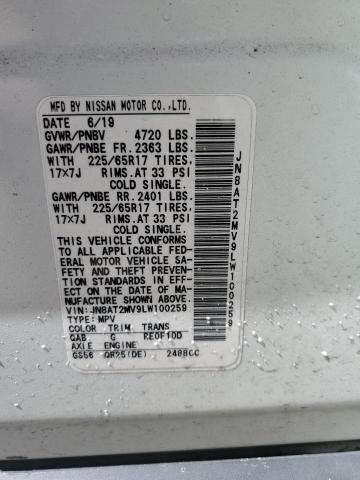 MFD BY NISSAN MOTOR CO.,LTD.
DATE 6/19
GVWR/PNBV 4720 LBS.
GAWR/PNBE FR. 2363 LBS.
WITH 225/65R17 TIRES,
17x7J RIMS.AT 33 PSI
COLD SINGLE.
GAWR/PNBE RR. 2401 LBS.
WITH 225/65R17 TIRES,
17x7J RIMS.AT 33 PSI
COLD SINGLE.
THIS VEHICLE CONFORMS
TO ALL APPLICABLE FED-
ERAL MOTOR VEHICLE SA-
FETY AND THEFT PREVEN-
TION STANDARDS IN EFF-
ECT ON THE DATE OF MA-
NUFACTURE SHOWN ABOVE.
VIN:JN8AT2MV9LW100259
TYPE:MPV
COLOR TRIM TRANS
QAB G RE0F10D
AXLE ENGINE
GS56 QR25(DE) 2488CC
JN8AT2MV9LW100259